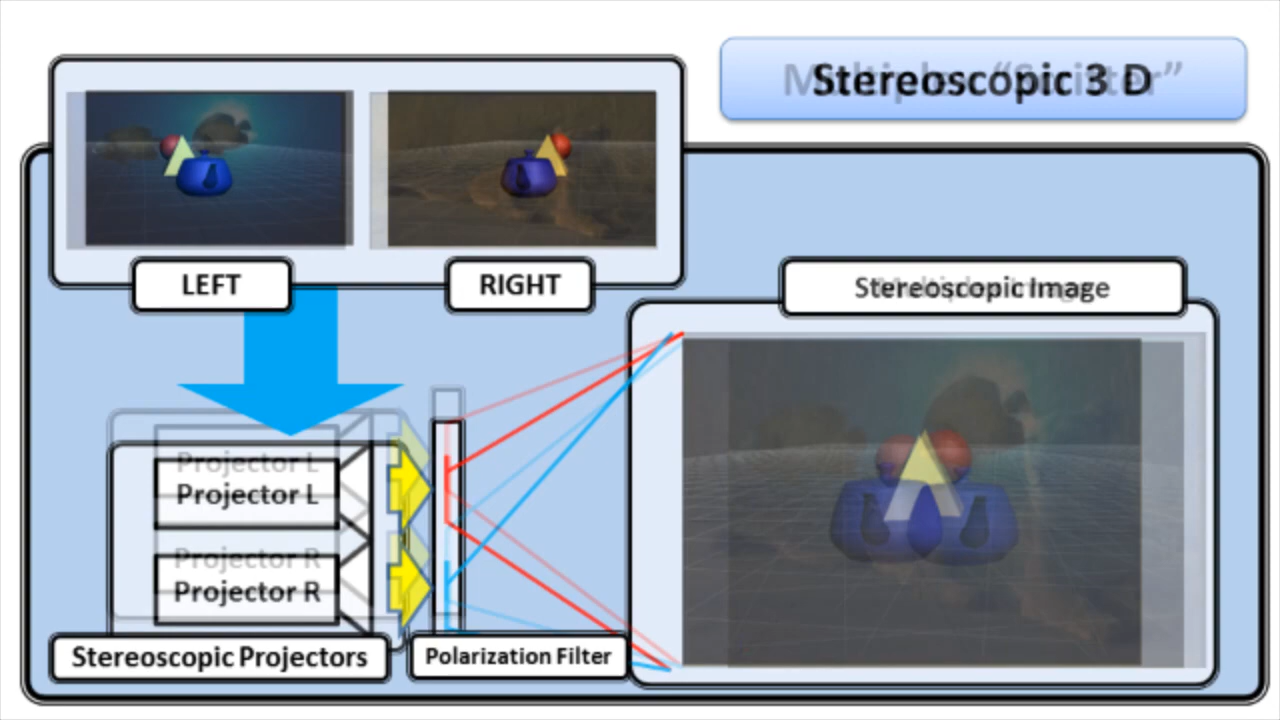 Stereoscopic 3 D
LEFT
RIGHT
Stereoscopic Image
Projector L
Projector L
Projector R
Projector R
Stereoscopic Projectors
Polarization Filter